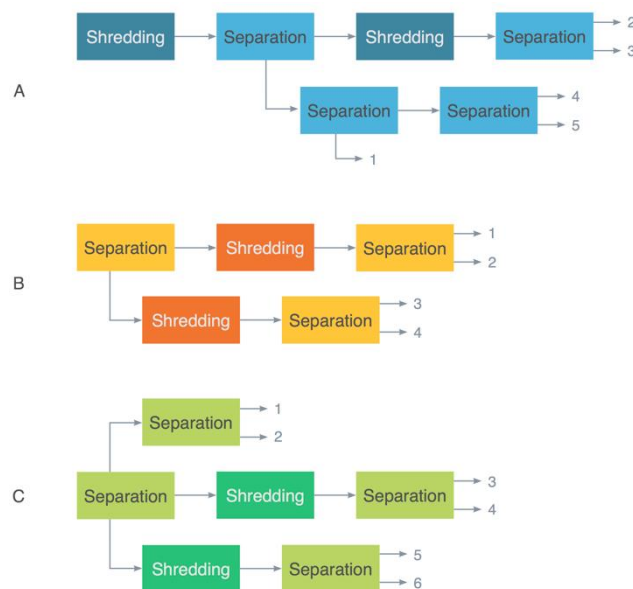 Shredding Separation Shredding Separation 2 3
A
Separation Separation 4 5
1
Separation Shredding Separation 1 2
B
Shredding Separation 3 4
Separation 1 2
C Separation Shredding Separation 3 4
Shredding Separation 5 6